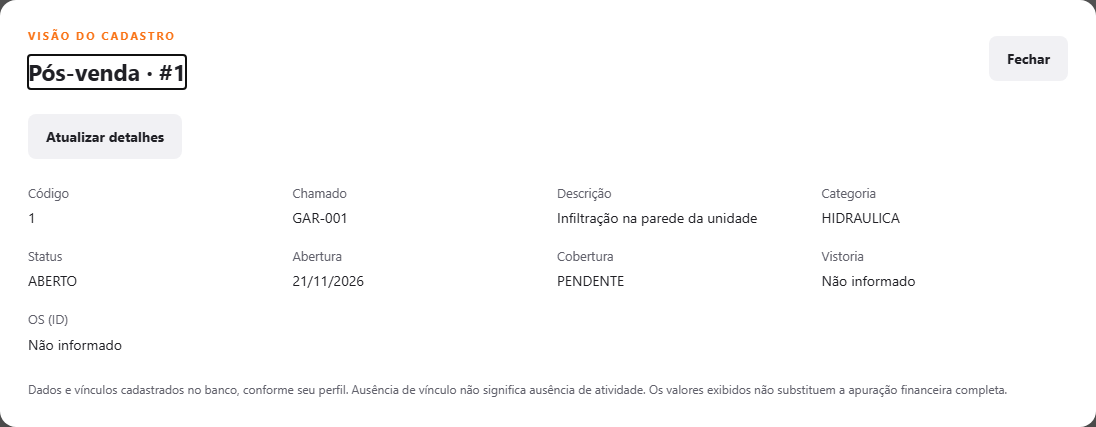 VISÃO DO CADASTRO
Pós-venda · #1
Fechar
Atualizar detalhes
Código Chamado Descrição Categoria
1 GAR-001 Infiltração na parede da unidade HIDRAULICA
Status Abertura Cobertura Vistoria
ABERTO 21/11/2026 PENDENTE Não informado
OS (ID)
Não informado
Dados e vínculos cadastrados no banco, conforme seu perfil. Ausência de vínculo não significa ausência de atividade. Os valores exibidos não substituem a apuração financeira completa.